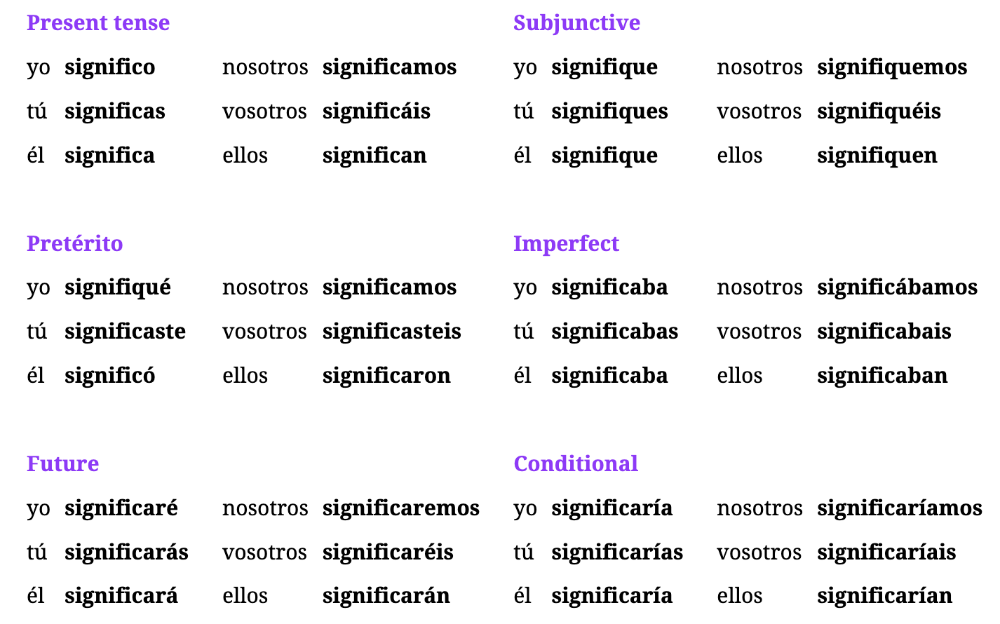 Present tense
yo significo nosotros significamos
tú significas vosotros significáis
él significa ellos significan
Subjunctive
yo signifique nosotros signifiquemos
tú signifiques vosotros signifiquéis
él signifique ellos signifiquen
Pretérito
yo signifiqué nosotros significamos
tú significaste vosotros significasteis
él significó ellos significaron
Imperfect
yo significaba nosotros significábamos
tú significabas vosotros significabais
él significaba ellos significaban
Future
yo significaré nosotros significaremos
tú significarás vosotros significaréis
él significará ellos significarán
Conditional
yo significaría nosotros significaríamos
tú significarías vosotros significaríais
él significaría ellos significarían